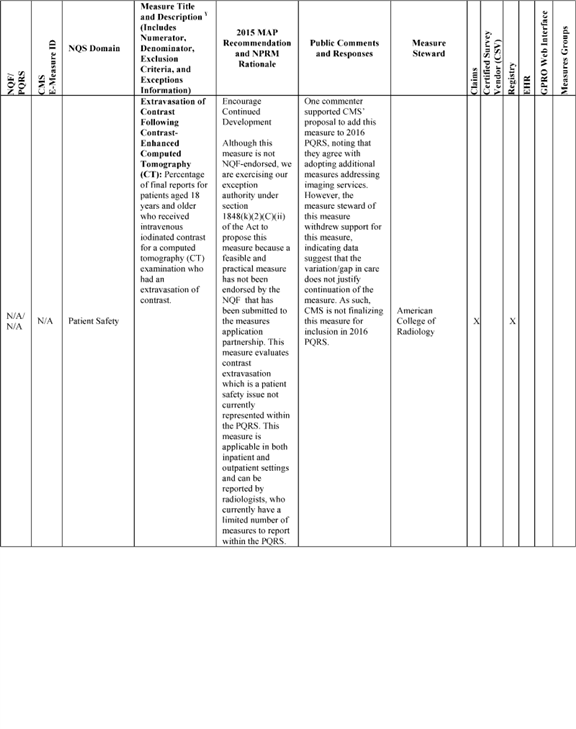 NQF/
PQRS
CMS
E-Measure ID
NQS Domain
Measure Title
and Description ¥
(Includes
Numerator,
Denominator,
Exclusion
Criteria, and
Exceptions
Information)
2015 MAP
Recommendation
and NPRM
Rationale
Public Comments
and Responses
Measure
Steward
Claims
Certified Survey
Vendor (CSV)
Registry
EHR
GPRO Web Interface
Measures Groups
N/A/
N/A
N/A
Patient Safety
Extravasation of
Contrast
Following
Contrast-
Enhanced
Computed
Tomography
(CT): Percentage
of final reports for
patients aged 18
years and older
who received
intravenous
iodinated contrast
for a computed
tomography (CT)
examination who
had an
extravasation of
contrast.
Encourage
Continued
Development
Although this
measure is not
NQF-endorsed, we
are exercising our
exception
authority under
section
1848(k)(2)(C)(ii)
of the Act to
propose this
measure because a
feasible and
practical measure
has not been
endorsed by the
NQF that has
been submitted to
the measures
application
partnership. This
measure evaluates
contrast
extravasation
which is a patient
safety issue not
currently
represented within
the PQRS. This
measure is
applicable in both
inpatient and
outpatient settings
and can be
reported by
radiologists, who
currently have a
limited number of
measures to report
within the PQRS.
One commenter
supported CMS'
proposal to add this
measure to 2016
PQRS, noting that
they agree with
adopting additional
measures addressing
imaging services.
However, the
measure steward of
this measure
withdrew support for
this measure,
indicating data
suggest that the
variation/gap in care
does not justify
continuation of the
measure. As such,
CMS is not finalizing
this measure for
inclusion in 2016
PQRS.
American
College of
Radiology
X
X